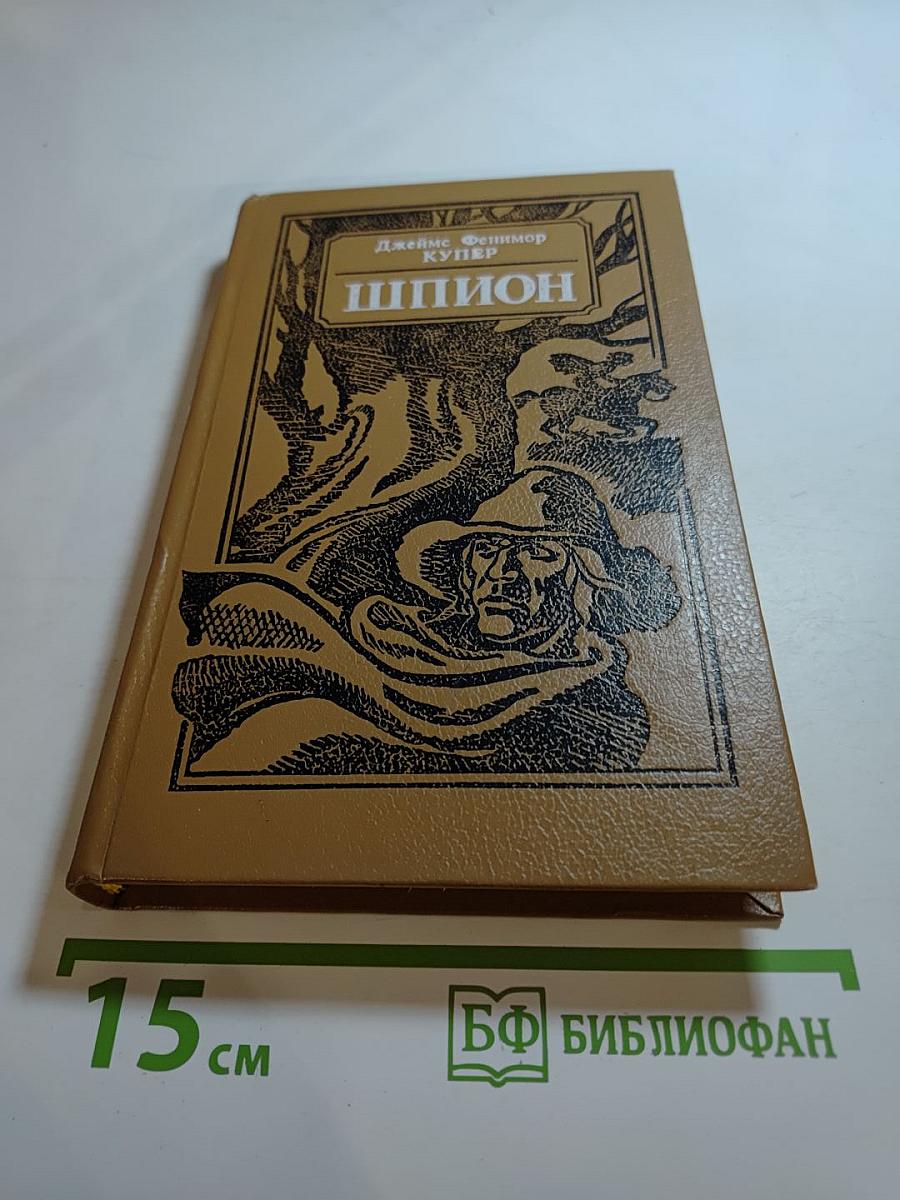 Джеймс Фенимор
КУПЕР
ШПИОН
15 см
БФ БИБЛИОФАН